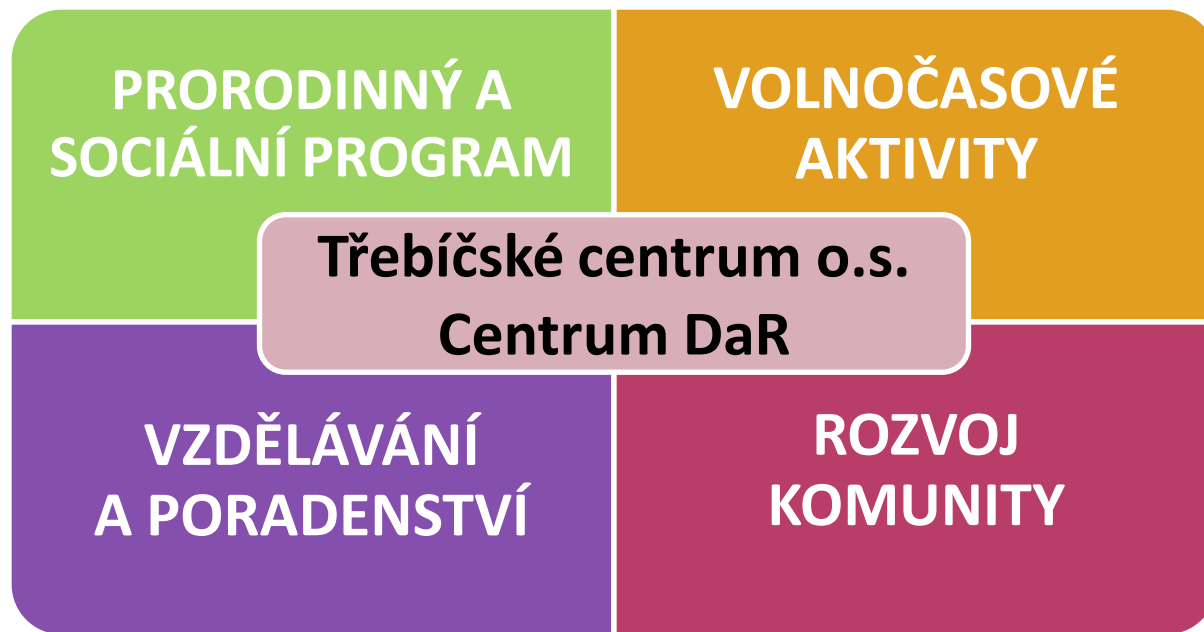 PRORODINNÝ A
SOCIÁLNÍ PROGRAM
VOLNOČASOVÉ
AKTIVITY
Třebíčské centrum o.s.
Centrum DaR
VZDĚLÁVÁNÍ
A PORADENSTVÍ
ROZVOJ
KOMUNITY